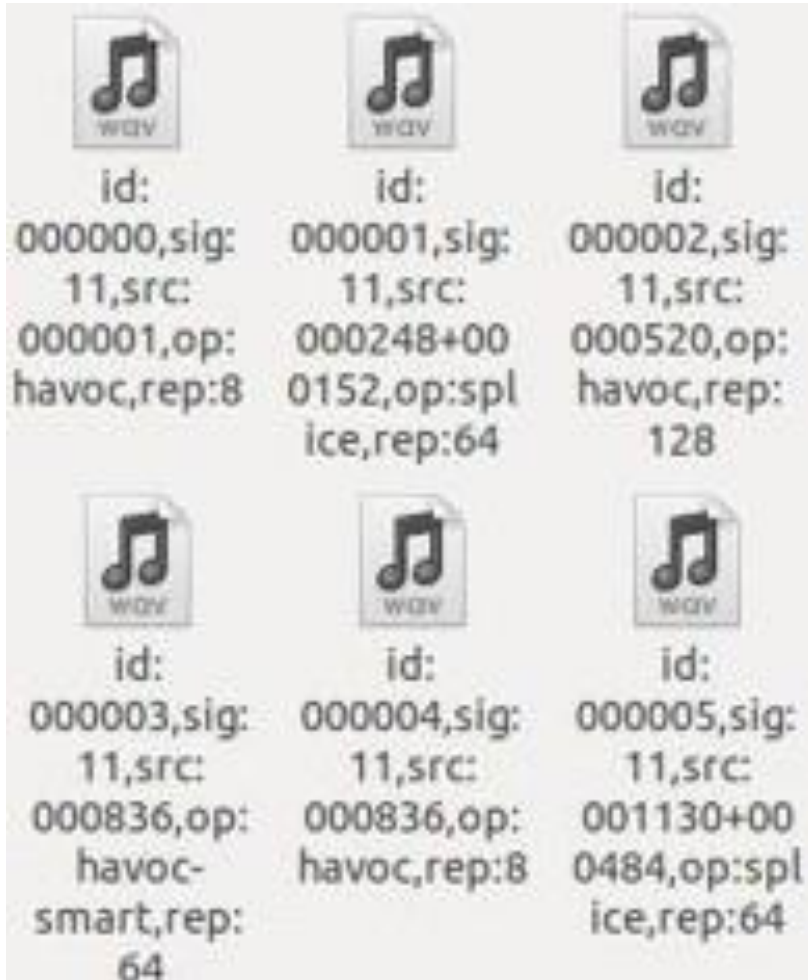 wav
id:
000000,sig:
11,src:
000001,op:
havoc,rep:8
wav
id:
000001,sig:
11,src:
000248+00
0152,op:spl
ice,rep:64
wav
id:
000002,sig:
11,src:
000520,op:
havoc,rep:
128
wav
id:
000003,sig:
11,src:
000836,op:
havoc-
smart,rep:
64
wav
id:
000004,sig:
11,src:
000836,op:
havoc,rep:8
wav
id:
000005,sig:
11,src:
001130+00
0484,op:spl
ice,rep:64